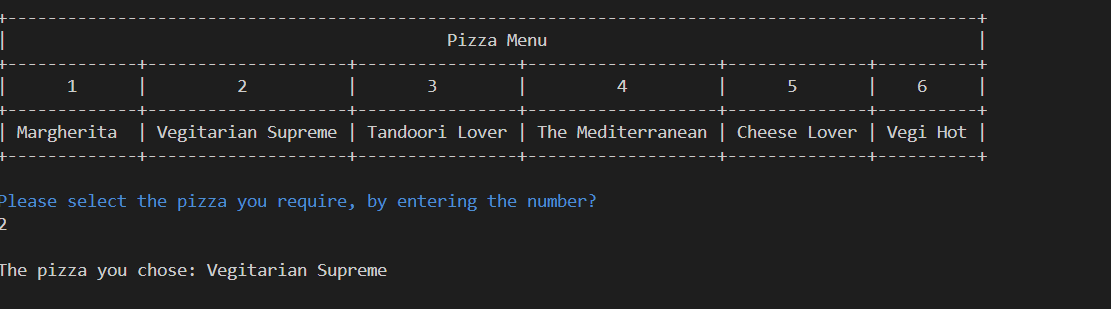 Pizza Menu
1 | 2 | 3 | 4 | 5 | 6
Margherita | Vegitarian Supreme | Tandoori Lover | The Mediterranean | Cheese Lover | Vegi Hot
Please select the pizza you require, by entering the number?
2
The pizza you chose: Vegitarian Supreme